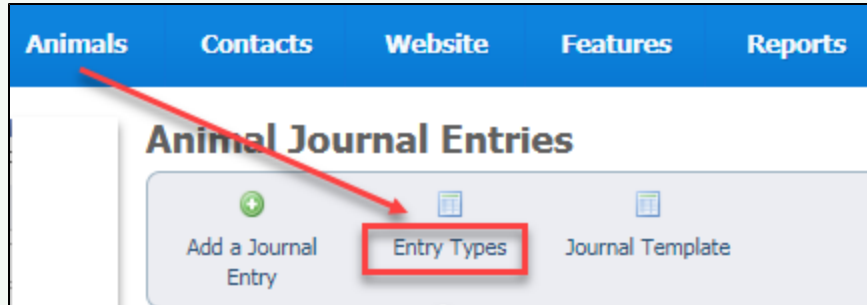 Animals Contacts Website Features Reports
Animal Journal Entries
Add a Journal Entry Types Journal Template
Entry